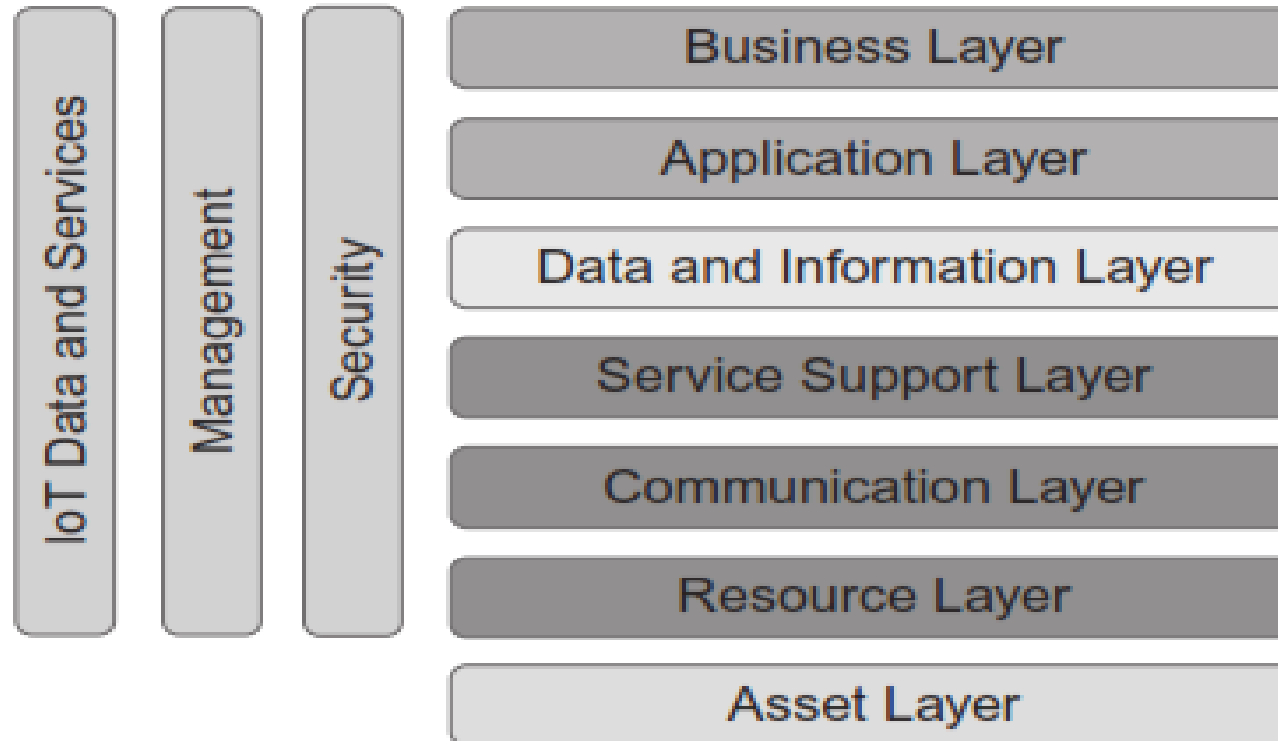 IoT Data and Services
Management
Security
Business Layer
Application Layer
Data and Information Layer
Service Support Layer
Communication Layer
Resource Layer
Asset Layer